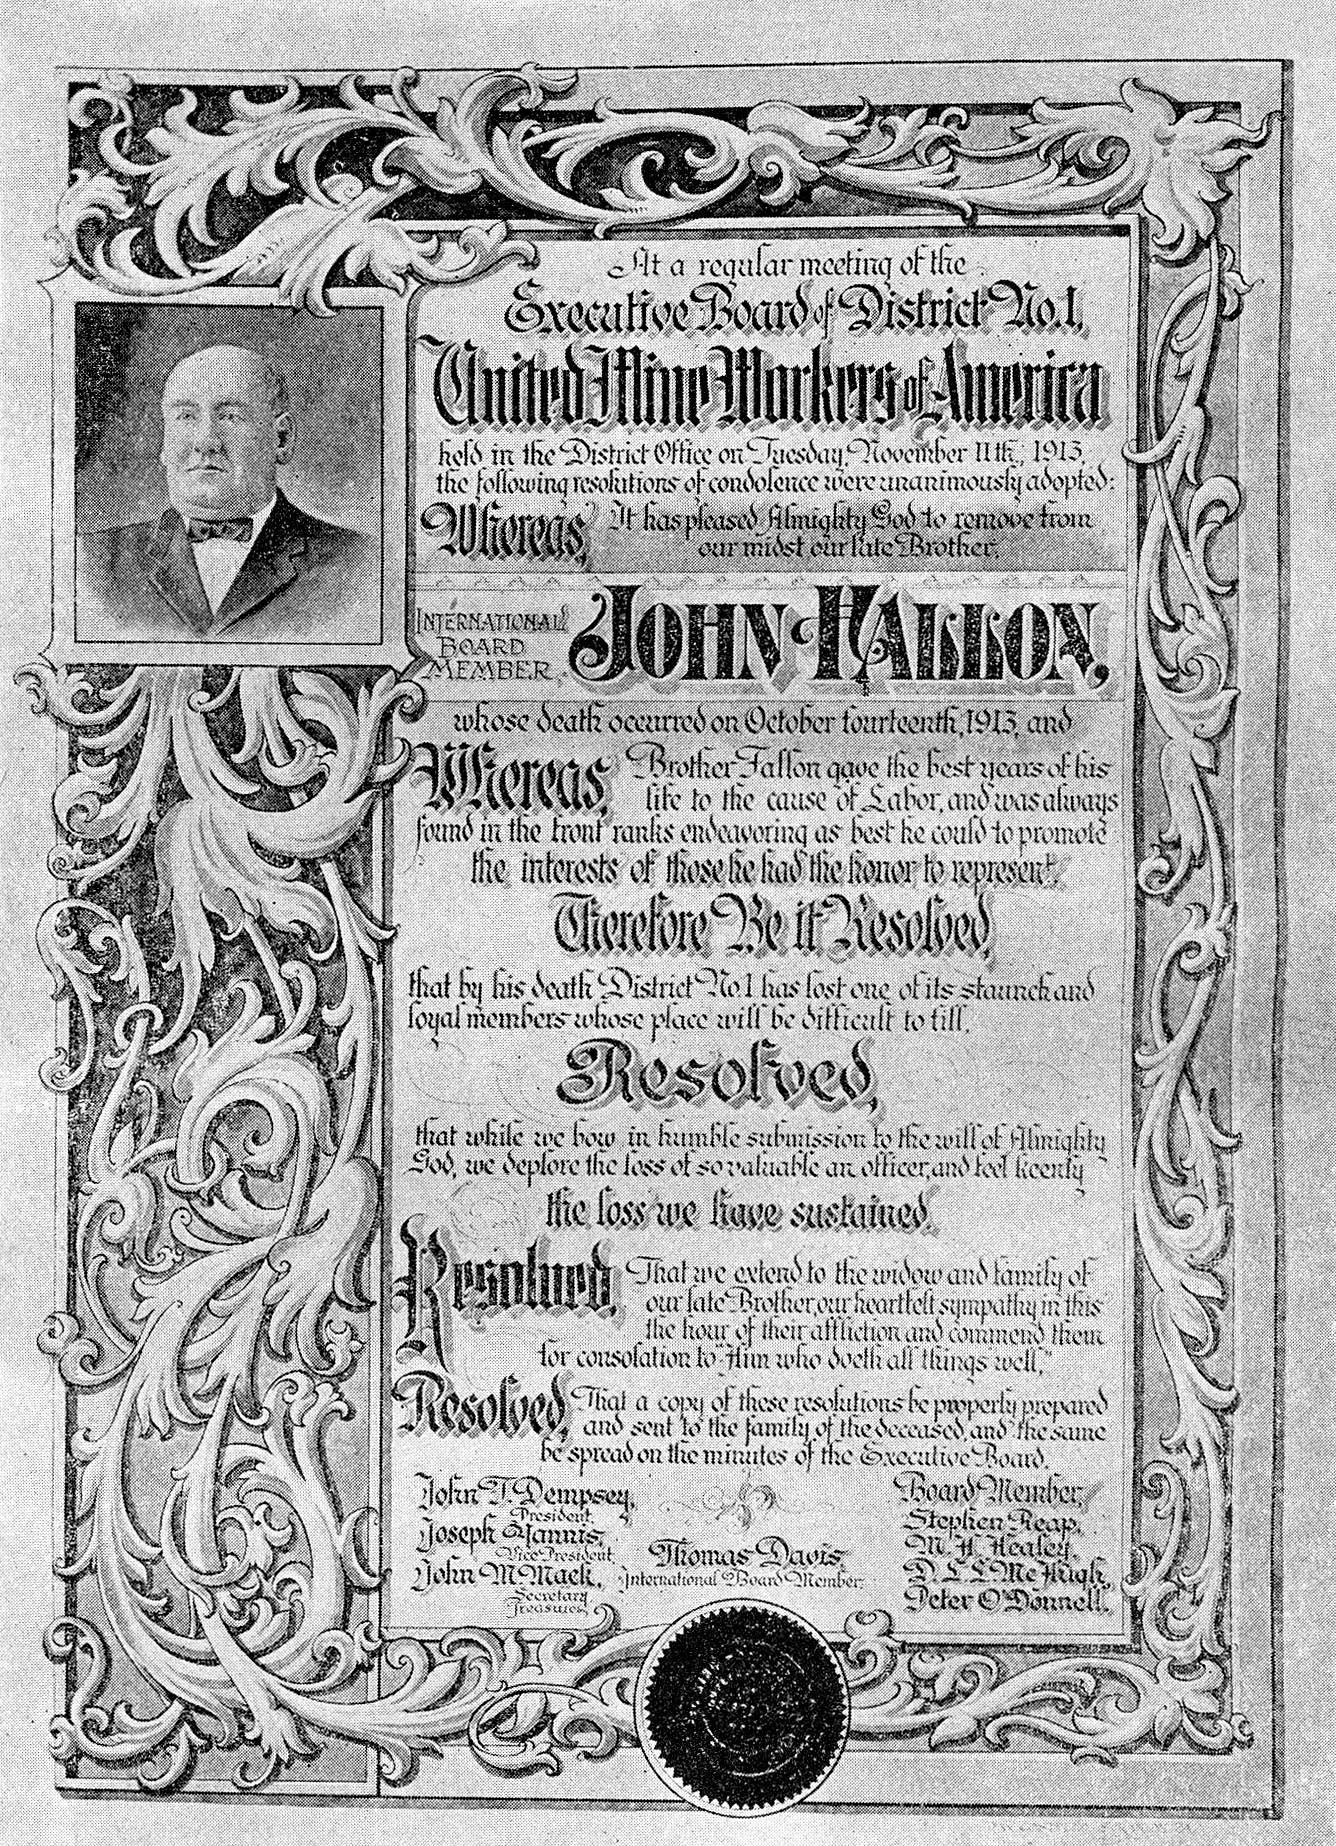 At a regular meeting of the
Executive Board of District No. 1,
United Mine Workers of America
held in the District Office on Tuesday, November 11th, 1913,
the following resolutions of condolence were unanimously adopted:
Whereas, It has pleased Almighty God to remove from
our midst our late Brother,
INTERNATIONAL
BOARD
MEMBER
JOHN FALLON,
whose death occurred on October fourteenth, 1913, and
Whereas, Brother Fallon gave the best years of his
life to the cause of Labor, and was always
found in the front ranks endeavoring as best he could to promote
the interests of those he had the honor to represent.
Therefore Be it Resolved,
that by his death District No. 1 has lost one of its staunch and
loyal members whose place will be difficult to fill.
Resolved,
that while we bow in humble submission to the will of Almighty
God, we deplore the loss of so valuable an officer, and feel keenly
the loss we have sustained.
Resolved, That we extend to the widow and family of
our late Brother, our heartfelt sympathy in this
the hour of their affliction and commend them
for consolation to "Him who doeth all things well,"
Resolved, That a copy of these resolutions be properly prepared
and sent to the family of the deceased, and the same
be spread on the minutes of the Executive Board.
John T. Dempsey,
President,
Joseph Yannis,
Vice President,
John M. Mack,
Secretary
Treasurer,
Thomas Davis,
International Board Member.
Board Member,
Stephen Reap,
M. H. Healey,
Peter O'Donnell.